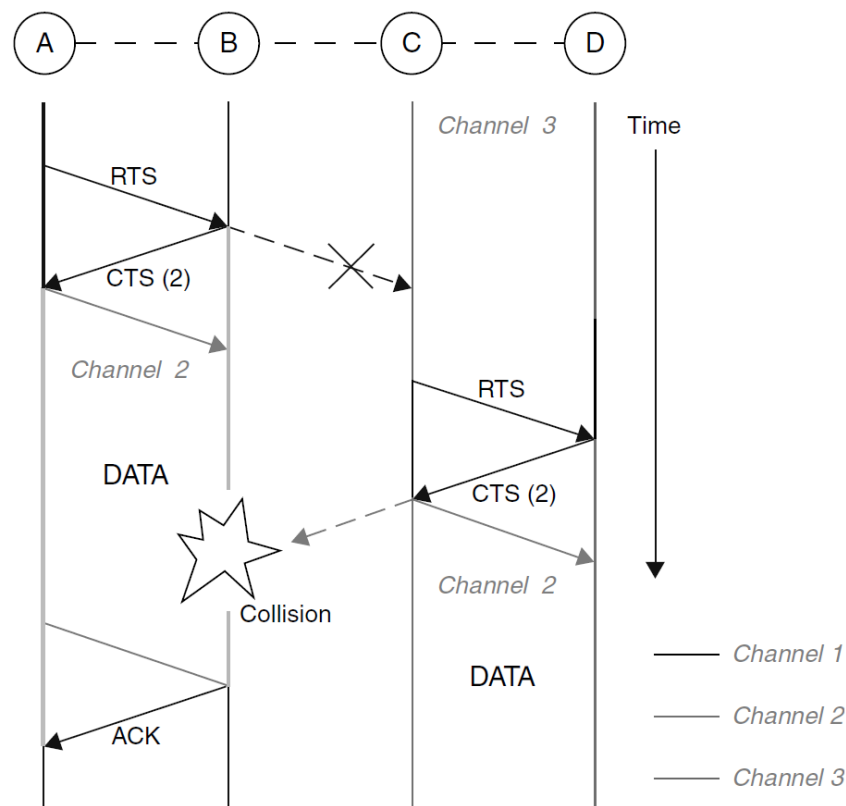 A B C D
Channel 3 Time
RTS
CTS (2)
Channel 2
RTS
DATA
CTS (2)
Channel 2
Collision
Channel 1
DATA
Channel 2
ACK
Channel 3